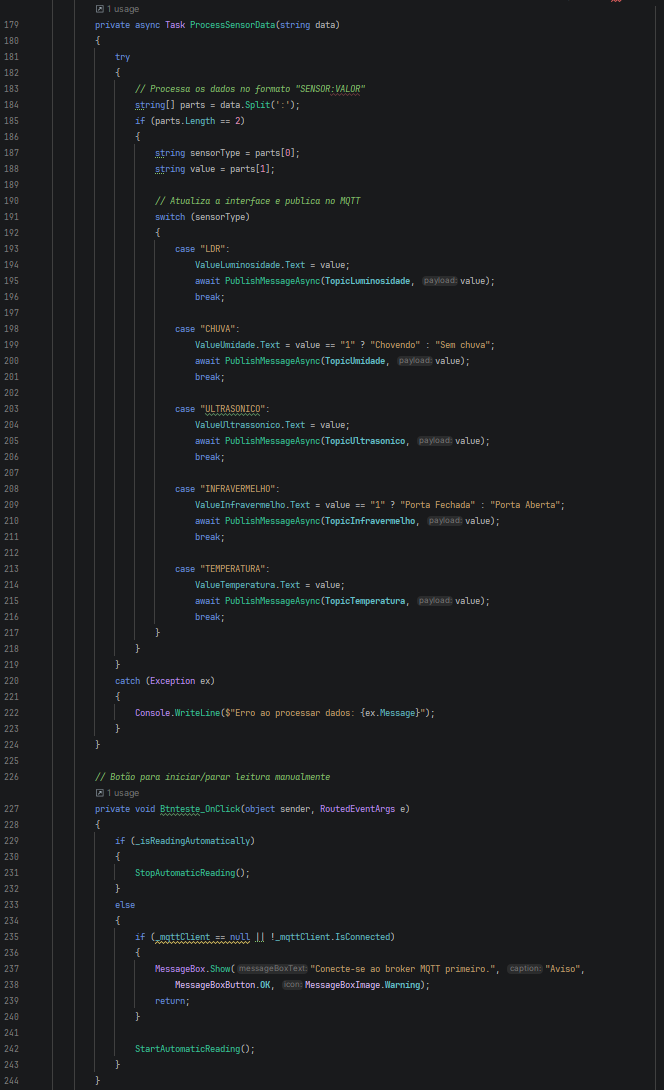 1 usage
179 private async Task ProcessSensorData(string data)
180 {
181 try
182 {
183 // Processa os dados no formato "SENSOR:VALOR"
184 string[] parts = data.Split(':');
185 if (parts.Length == 2)
186 {
187 string sensorType = parts[0];
188 string value = parts[1];
189
190 // Atualiza a interface e publica no MQTT
191 switch (sensorType)
192 {
193 case "LDR":
194 ValueLuminosidade.Text = value;
195 await PublishMessageAsync(TopicLuminosidade, payload: value);
196 break;
197
198 case "CHUVA":
199 ValueUmidade.Text = value == "1" ? "Chovendo" : "Sem chuva";
200 await PublishMessageAsync(TopicUmidade, payload: value);
201 break;
202
203 case "ULTRASONICO":
204 ValueUltrassonico.Text = value;
205 await PublishMessageAsync(TopicUltrasonico, payload: value);
206 break;
207
208 case "INFRAVERMELHO":
209 ValueInfravermelho.Text = value == "1" ? "Porta Fechada" : "Porta Aberta";
210 await PublishMessageAsync(TopicInfravermelho, payload: value);
211 break;
212
213 case "TEMPERATURA":
214 ValueTemperatura.Text = value;
215 await PublishMessageAsync(TopicTemperatura, payload: value);
216 break;
217 }
218 }
219 }
220 catch (Exception ex)
221 {
222 Console.WriteLine($"Erro ao processar dados: {ex.Message}");
223 }
224 }
225
226 // Botão para iniciar/parar leitura manualmente
1 usage
227 private void Btnteste_OnClick(object sender, RoutedEventArgs e)
228 {
229 if (_isReadingAutomatically)
230 {
231 StopAutomaticReading();
232 }
233 else
234 {
235 if (_mqttClient == null || !_mqttClient.IsConnected)
236 {
237 MessageBox.Show(messageBoxText: "Conecte-se ao broker MQTT primeiro.", caption: "Aviso",
238 MessageBoxButton.OK, icon: MessageBoxImage.Warning);
239 return;
240 }
241
242 StartAutomaticReading();
243 }
244 }